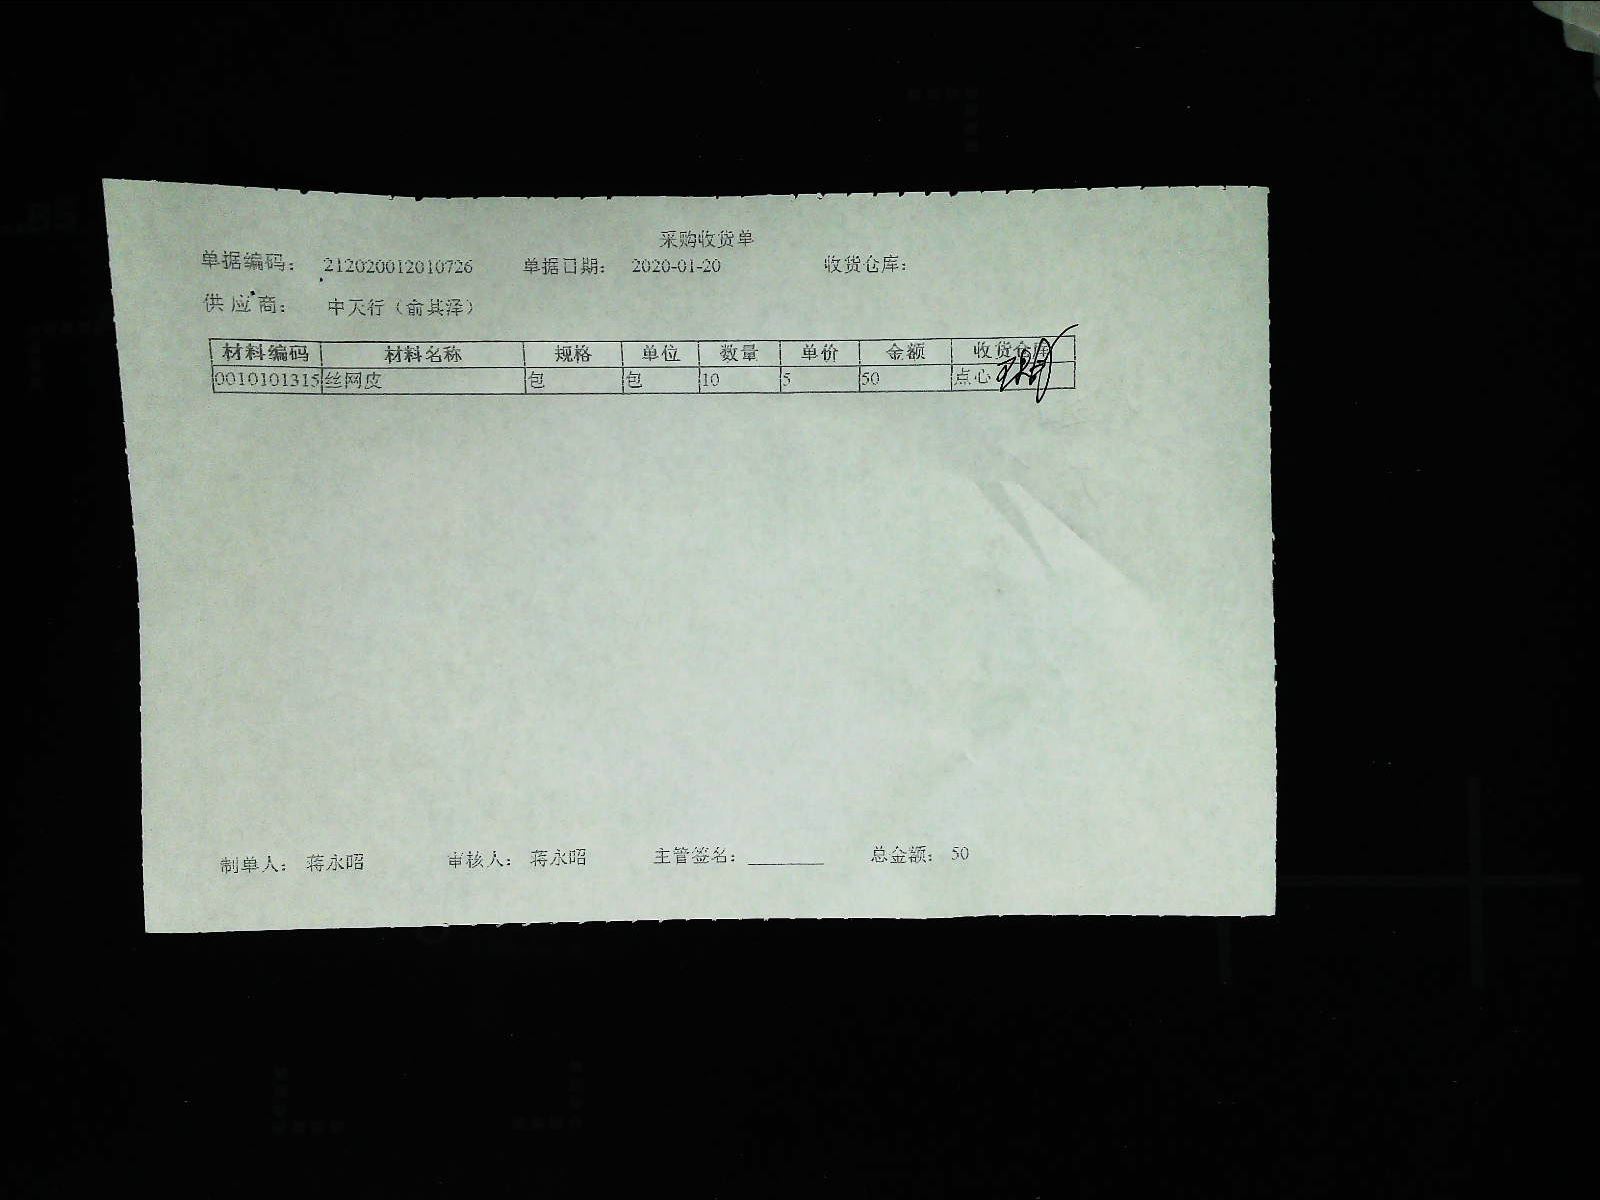 采购收货单
单据编码： 212020012010726 单据日期： 2020-01-20 收货仓库：
供应商： 中天行（俞其泽）
材料编码 材料名称 规格 单位 数量 单价 金额 收货仓库
0010101315 丝网皮 包 包 10 5 50 点心
制单人： 蒋永昭 审核人： 蒋永昭 主管签名：________ 总金额： 50